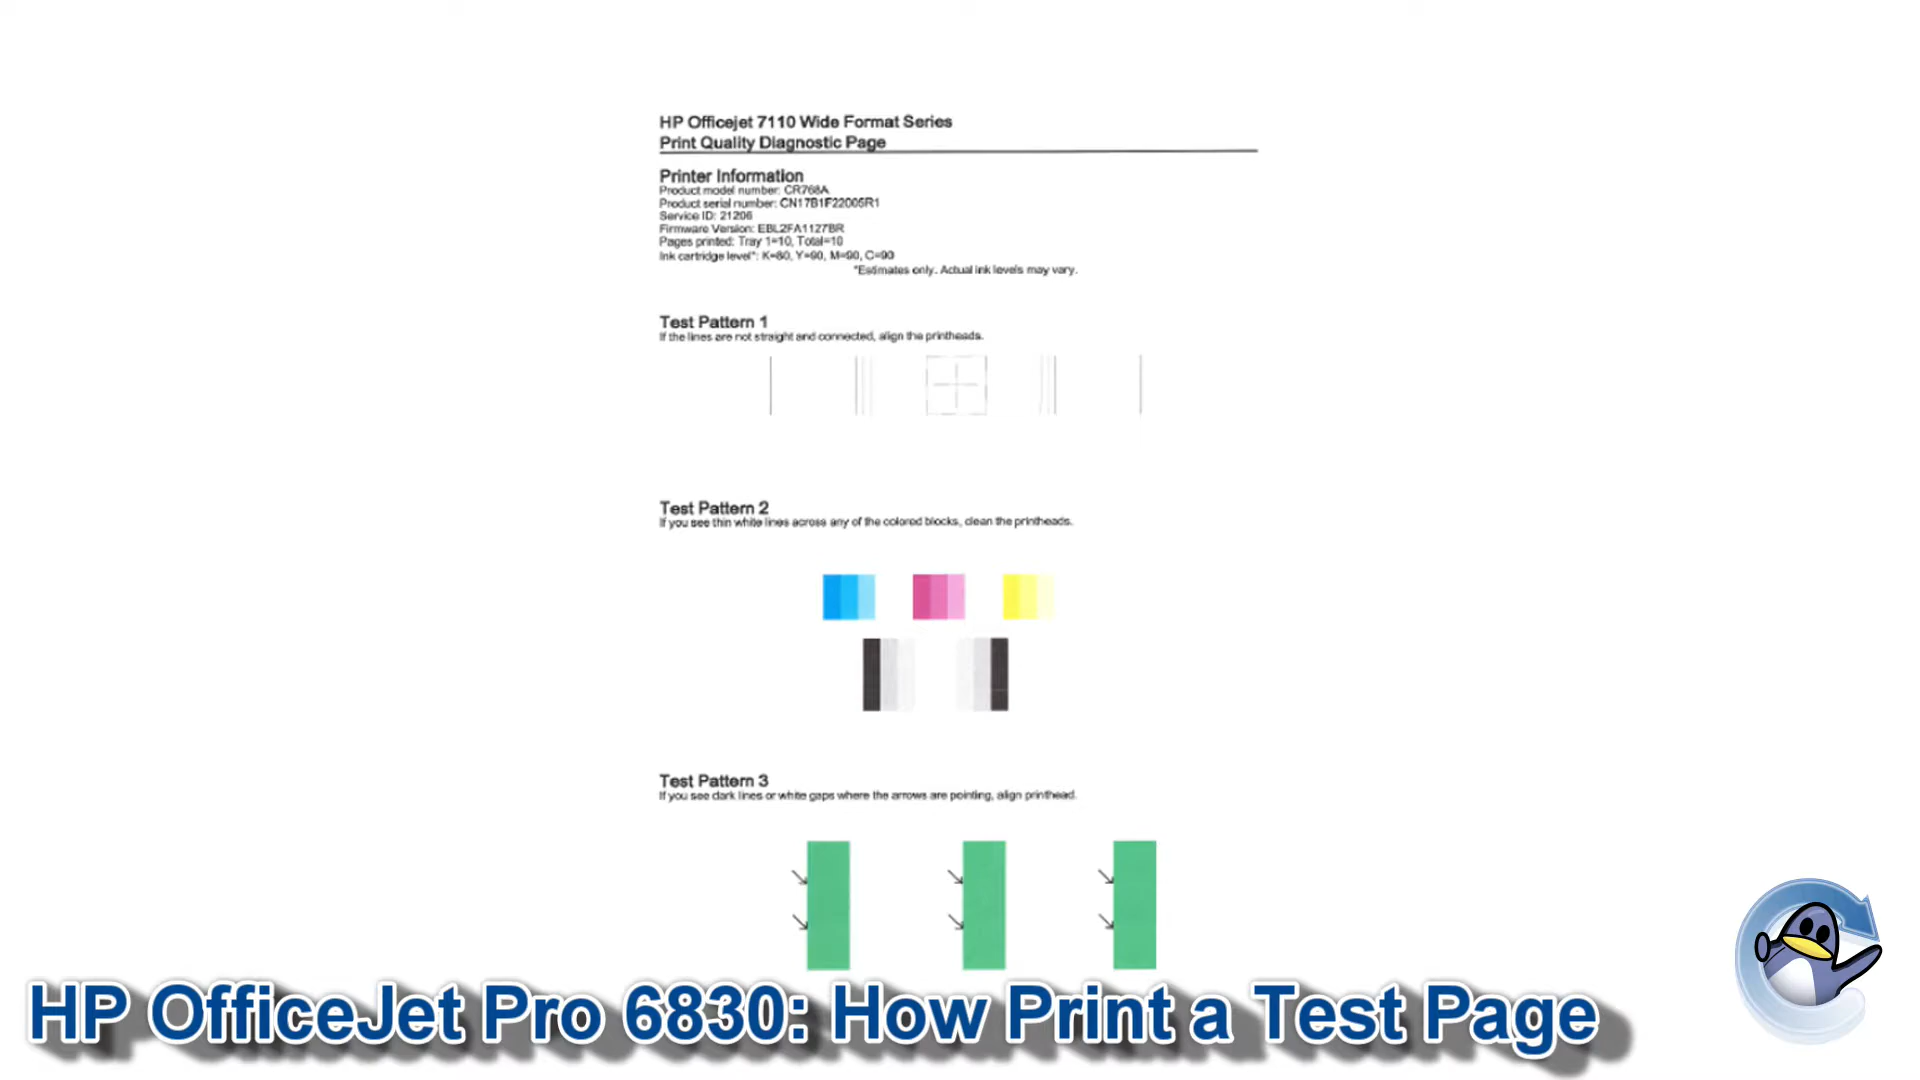 HP Officejet 7110 Wide Format Series
Print Quality Diagnostic Page
Printer Information
Product model number: CR768A
Product serial number: CN17B1F22005R1
Service ID: 21206
Firmware Version: EBL2FA1127BR
Pages printed: Tray 1=10, Total=10
Ink cartridge level*: K=80, Y=90, M=90, C=90
*Estimates only. Actual ink levels may vary.
Test Pattern 1
If the lines are not straight and connected, align the printheads.
Test Pattern 2
If you see thin white lines across any of the colored blocks, clean the printheads.
Test Pattern 3
If you see dark lines or white gaps where the arrows are pointing, align printhead.
HP OfficeJet Pro 6830: How Print a Test Page